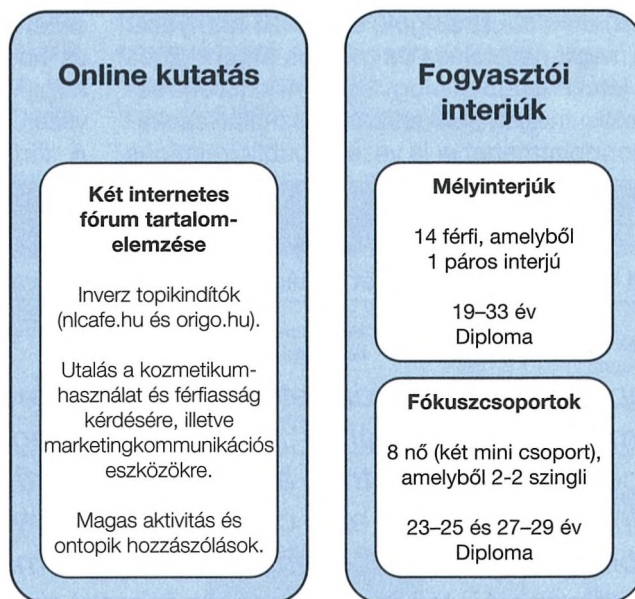 Online kutatás
Két internetes
fórum tartalom-
elemzése
Inverz topikindítók
(nlcafe.hu és origo.hu).
Utalás a kozmetikum-
használat és férfiasság
kérdésére, illetve
marketingkommunikációs
eszközökre.
Magas aktivitás és
ontopik hozzászólások.
Fogyasztói
interjúk
Mélyinterjúk
14 férfi, amelyből
1 páros interjú
19–33 év
Diploma
Fókuszcsoportok
8 nő (két mini csoport),
amelyből 2-2 szingli
23–25 és 27–29 év
Diploma